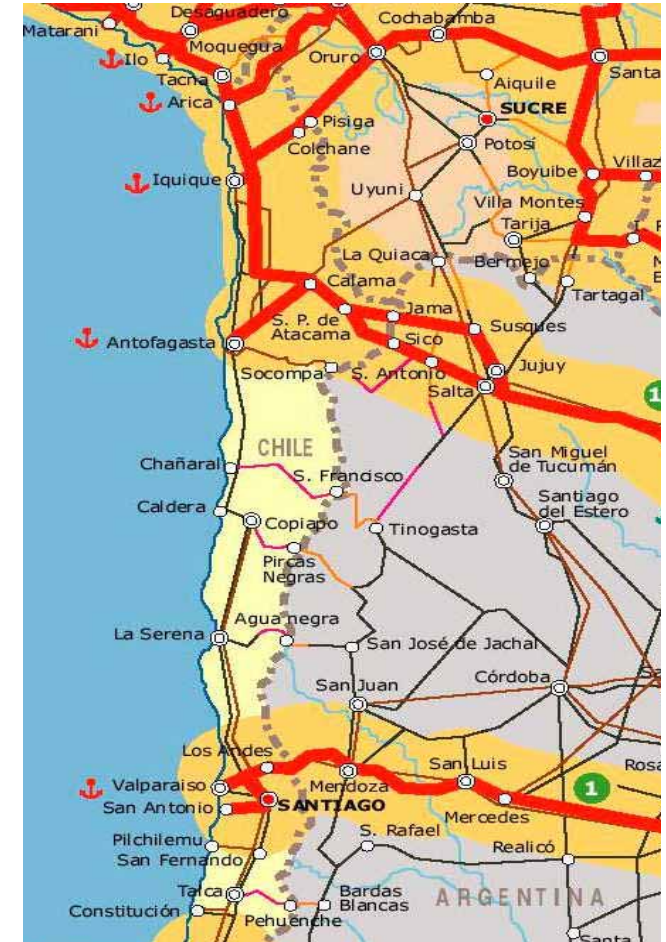 Desaguadero
Cochabamba
Matarani
Moquegua
Ilo
Oruro
Santa
Tacna
Aiquile
Arica
SUCRE
Pisiga
Colchane
Potosí
Boyuibe
Villaz
Iquique
Uyuni
Villa Montes
Tarija
La Quiaca
Bermejo
Calama
Tartagal
Jama
S. P. de
Atacama
Susques
Antofagasta
Sico
Socompa
S. Antonio
Jujuy
Salta
1
CHILE
San Miguel
de Tucumán
Chañaral
S. Francisco
Santiago
del Estero
Caldera
Copiapo
Tinogasta
Pircas
Negras
Agua negra
La Serena
San José de Jachal
San Juan
Córdoba
Los Andes
San Luis
Rosa
Valparaiso
Mendoza
1
San Antonio
SANTIAGO
Mercedes
Pilchilemu
S. Rafael
San Fernando
Realicó
Talca
Bardas
Blancas
ARGENTINA
Constitución
Pehuenche
Santa